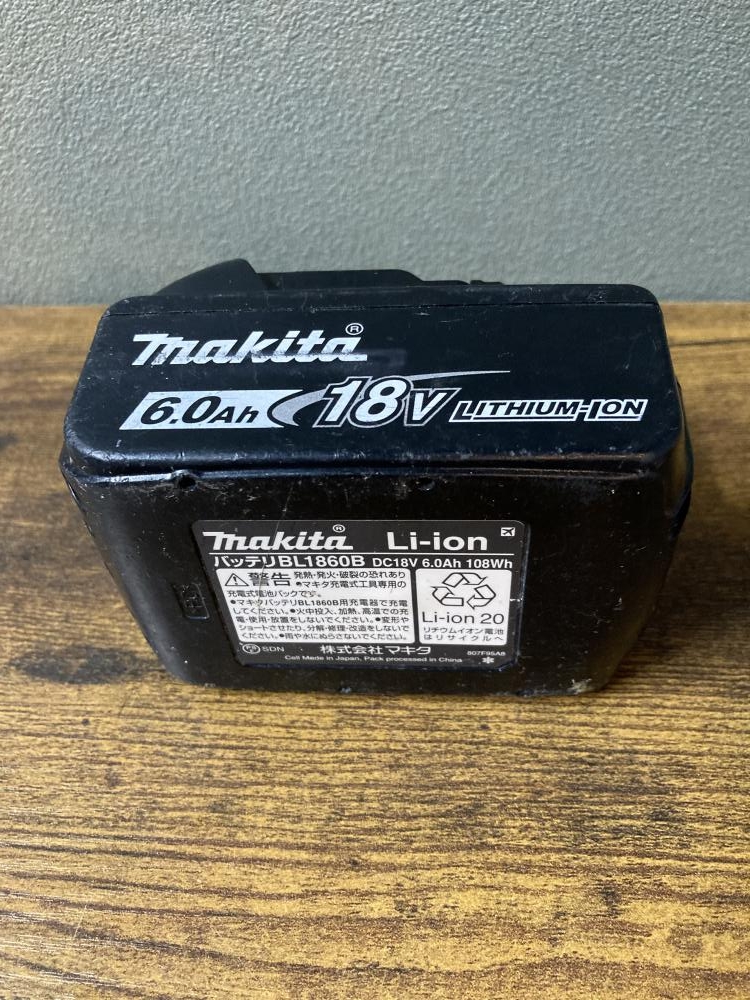 makita®
6.0Ah 18V LITHIUM-ION
makita® Li-ion
バッテリBL1860B DC18V 6.0Ah 108Wh
警告 発熱・発火・破裂の恐れあり
●マキタ充電式工具専用の
充電式電池パックです。
●マキタバッテリBL1860B用充電器で充電
してください。●火中投入、加熱、高温での充
電・使用・放置をしないでください。●変形や
ショートさせたり、分解・修理・改造をしないで
ください。●雨や水にぬらさないでください。
Li-ion 20
リチウムイオン電池
はリサイクルへ
PSE SDN 株式会社マキタ 807F95A8
Cell Made in Japan, Pack processed in China